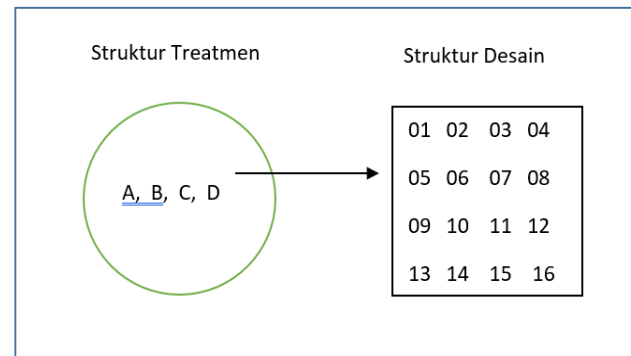 Struktur Treatmen
Struktur Desain
A, B, C, D
01 02 03 04
05 06 07 08
09 10 11 12
13 14 15 16